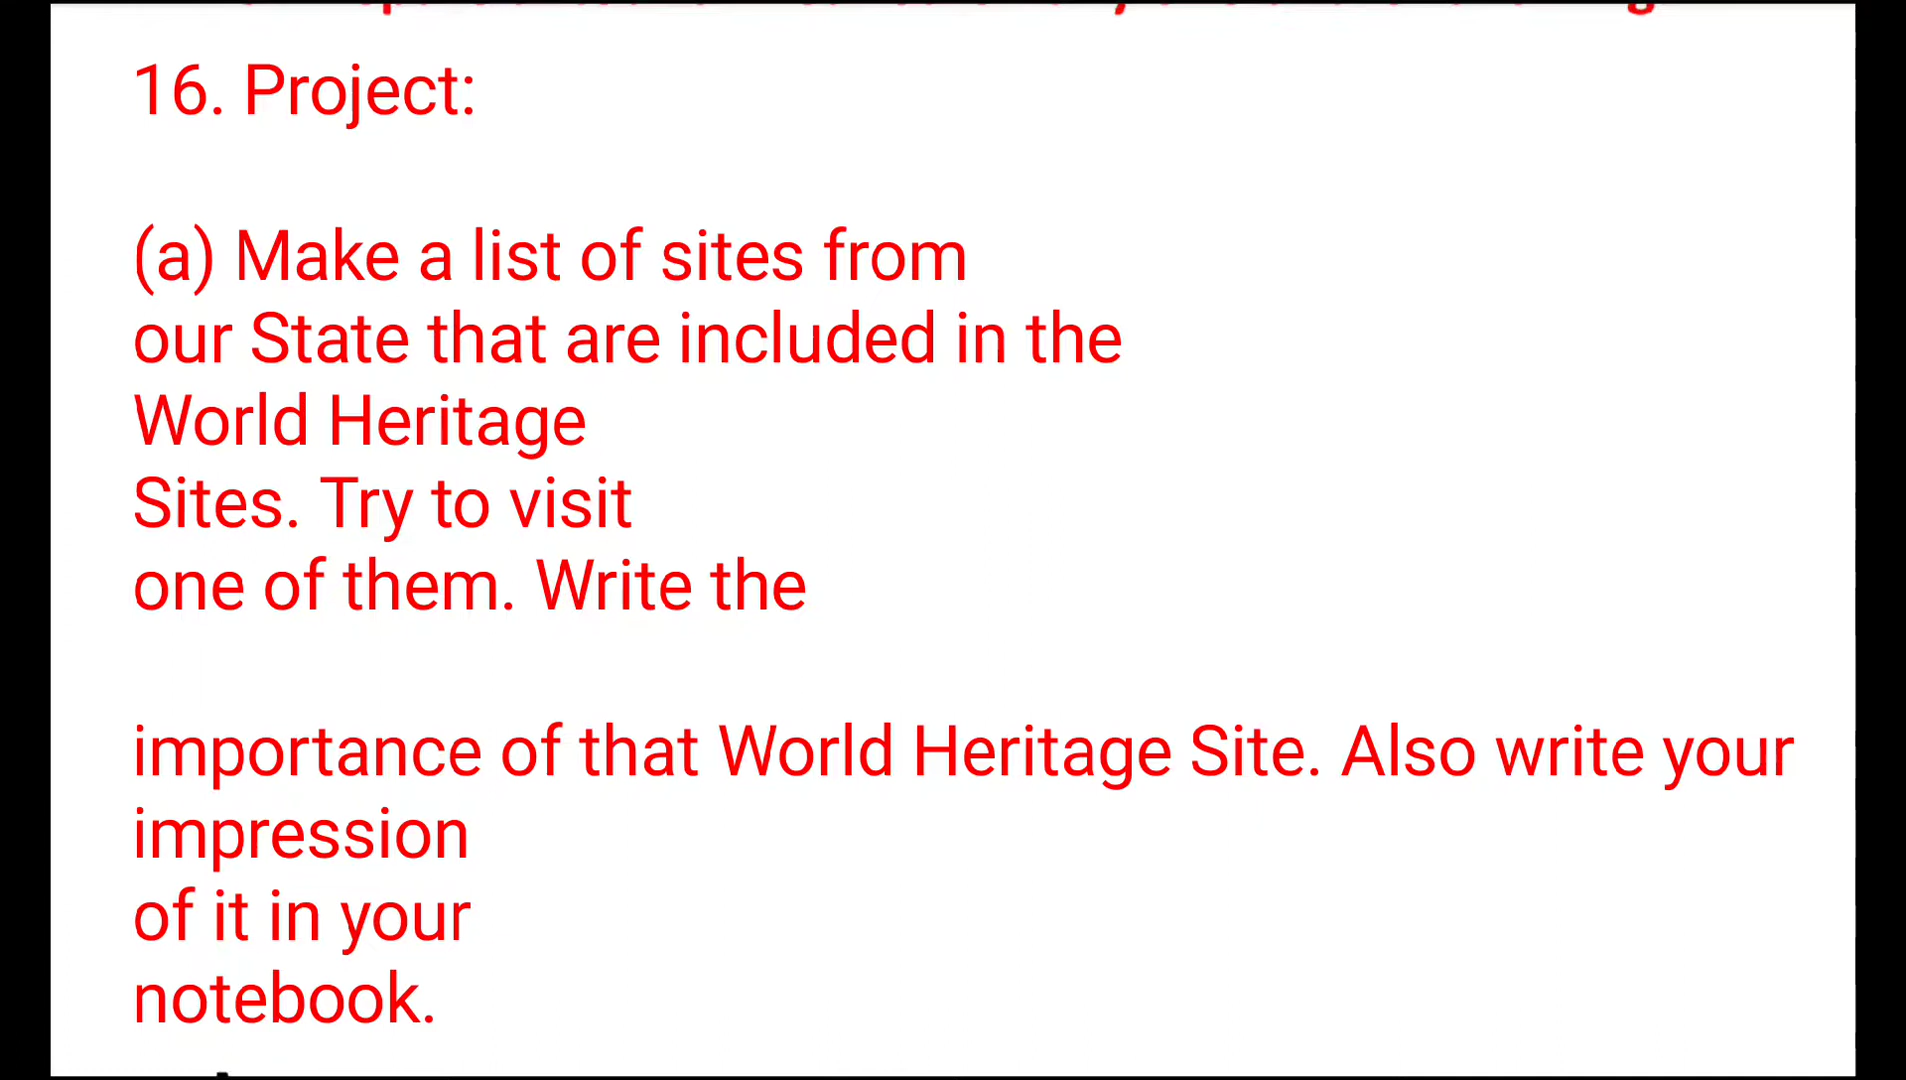 16. Project:
(a) Make a list of sites from
our State that are included in the
World Heritage
Sites. Try to visit
one of them. Write the
importance of that World Heritage Site. Also write your
impression
of it in your
notebook.